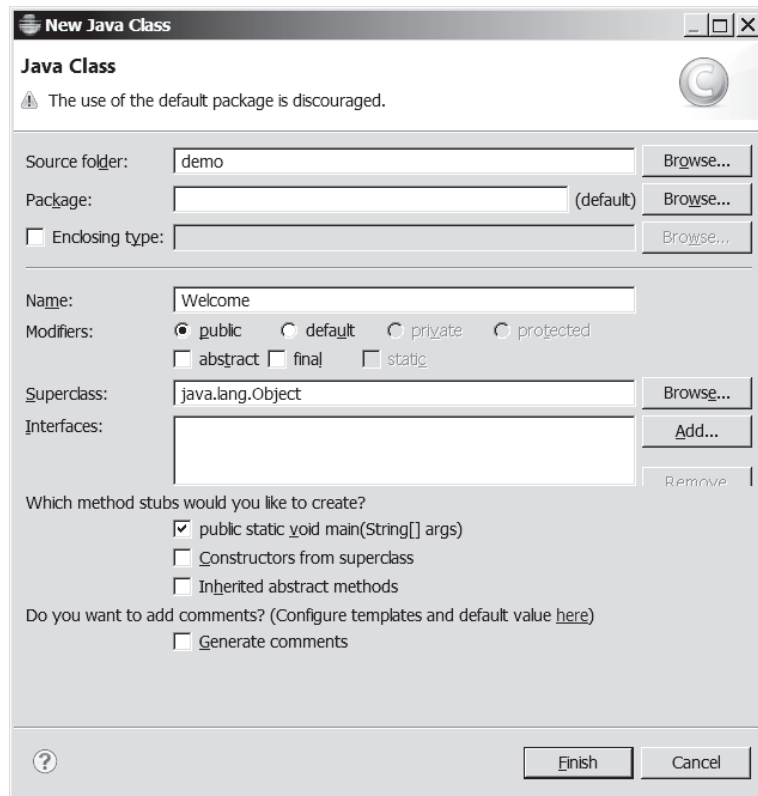 New Java Class
Java Class
The use of the default package is discouraged.
C
Source folder: demo Browse...
Package: (default) Browse...
Enclosing type: Browse...
Name: Welcome
Modifiers: public default private protected
abstract final static
Superclass: java.lang.Object Browse...
Interfaces: Add...
Remove
Which method stubs would you like to create?
public static void main(String[] args)
Constructors from superclass
Inherited abstract methods
Do you want to add comments? (Configure templates and default value here)
Generate comments
? Finish Cancel